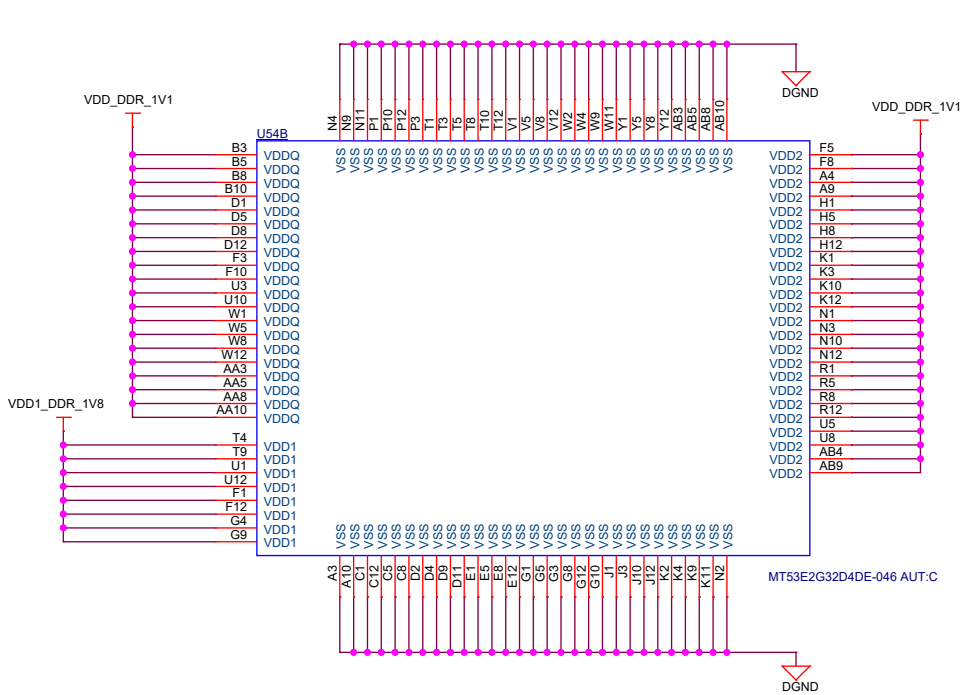 DGND
VDD_DDR_1V1
VDD_DDR_1V1
N4 N9 N11 P1 P10 P12 P3 T1 T3 T5 T8 T10 T12 V1 V5 V8 V12 W2 W4 W9 W11 Y1 Y5 Y8 Y12 AB3 AB5 AB8 AB10
U54B
VSS VSS VSS VSS VSS VSS VSS VSS VSS VSS VSS VSS VSS VSS VSS VSS VSS VSS VSS VSS VSS VSS VSS VSS VSS VSS VSS VSS VSS
B3 VDDQ VDD2 F5
B5 VDDQ VDD2 F8
B8 VDDQ VDD2 A4
B10 VDDQ VDD2 A9
D1 VDDQ VDD2 H1
D5 VDDQ VDD2 H5
D8 VDDQ VDD2 H8
D12 VDDQ VDD2 H12
F3 VDDQ VDD2 K1
F10 VDDQ VDD2 K3
U3 VDDQ VDD2 K10
U10 VDDQ VDD2 K12
W1 VDDQ VDD2 N1
W5 VDDQ VDD2 N3
W8 VDDQ VDD2 N10
W12 VDDQ VDD2 N12
AA3 VDDQ VDD2 R1
AA5 VDDQ VDD2 R5
AA8 VDDQ VDD2 R8
AA10 VDDQ VDD2 R12
VDD1_DDR_1V8
VDD2 U5
T4 VDD1 VDD2 U8
T9 VDD1 VDD2 AB4
U1 VDD1 VDD2 AB9
U12 VDD1
F1 VDD1
F12 VDD1
G4 VDD1
G9 VDD1
VSS VSS VSS VSS VSS VSS VSS VSS VSS VSS VSS VSS VSS VSS VSS VSS VSS VSS VSS VSS VSS VSS VSS VSS VSS VSS VSS VSS VSS
A3 A10 C1 C12 C5 C8 D2 D4 D9 D11 E1 E5 E8 E12 G1 G5 G3 G8 G12 G10 J1 J3 J10 J12 K2 K4 K9 K11 N2
MT53E2G32D4DE-046 AUT:C
DGND